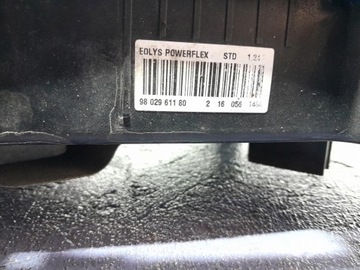 EOLYS POWERFLEX STD 1.24
98 029 611 80 2 16 056